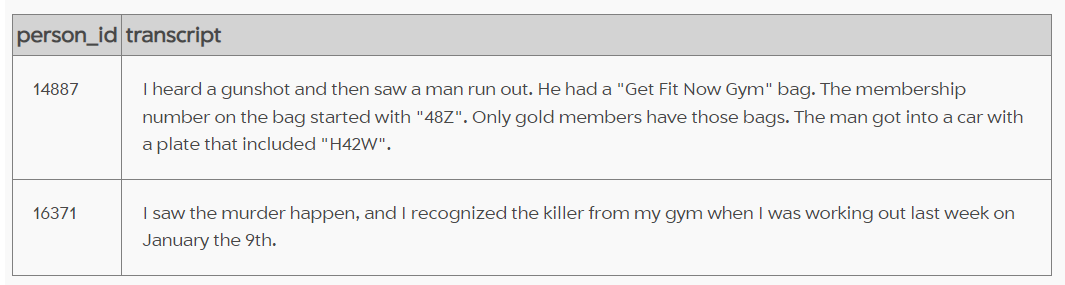 person_id transcript
14887 I heard a gunshot and then saw a man run out. He had a "Get Fit Now Gym" bag. The membership
number on the bag started with "48Z". Only gold members have those bags. The man got into a car with
a plate that included "H42W".
16371 I saw the murder happen, and I recognized the killer from my gym when I was working out last week on
January the 9th.